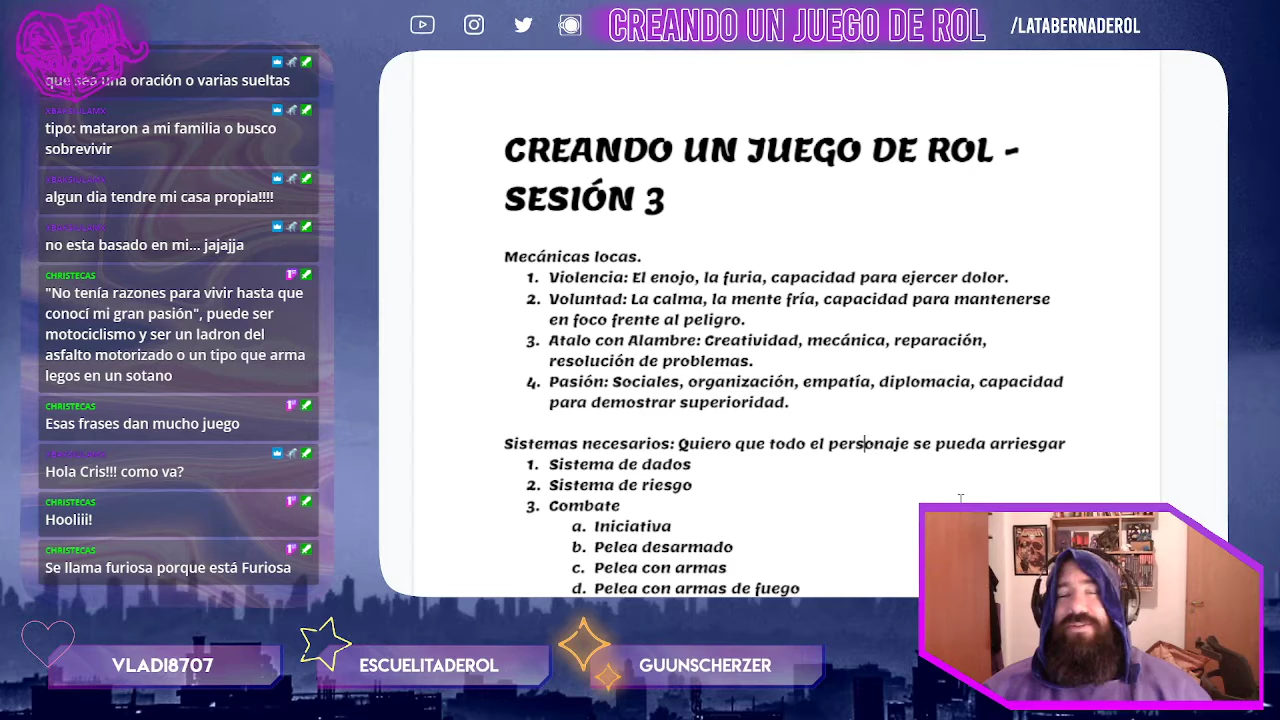 CREANDO UN JUEGO DE ROL
/LATABERNADEROL
que sea una oración o varias sueltas
XBARSIULAMX
tipo: mataron a mi familia o busco
sobrevivir
XBARSIULAMX
algun dia tendre mi casa propia!!!!
XBARSIULAMX
no esta basado en mi... jajajja
CHRISTECAS
"No tenía razones para vivir hasta que
conocí mi gran pasión", puede ser
motociclismo y ser un ladron del
asfalto motorizado o un tipo que arma
legos en un sotano
CHRISTECAS
Esas frases dan mucho juego
XBARSIULAMX
Hola Cris!!! como va?
CHRISTECAS
Hooliii!
CHRISTECAS
Se llama furiosa porque está Furiosa
CREANDO UN JUEGO DE ROL -
SESIÓN 3
Mecánicas locas.
1. Violencia: El enojo, la furia, capacidad para ejercer dolor.
2. Voluntad: La calma, la mente fría, capacidad para mantenerse
en foco frente al peligro.
3. Atalo con Alambre: Creatividad, mecánica, reparación,
resolución de problemas.
4. Pasión: Sociales, organización, empatía, diplomacia, capacidad
para demostrar superioridad.
Sistemas necesarios: Quiero que todo el personaje se pueda arriesgar
1. Sistema de dados
2. Sistema de riesgo
3. Combate
a. Iniciativa
b. Pelea desarmado
c. Pelea con armas
d. Pelea con armas de fuego
VLADI8707
ESCUELITADEROL
GUUNSCHERZER